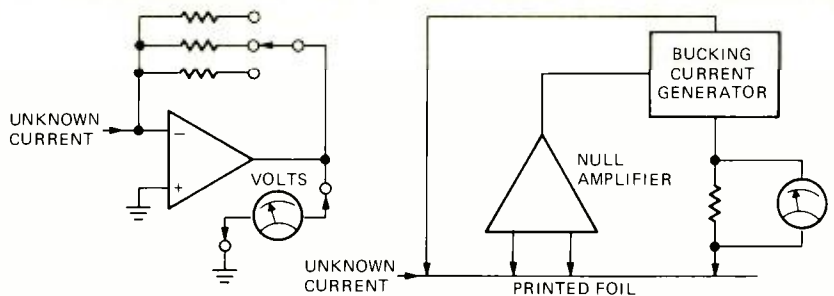 UNKNOWN
CURRENT
−
+
VOLTS
BUCKING
CURRENT
GENERATOR
NULL
AMPLIFIER
UNKNOWN
CURRENT
PRINTED FOIL